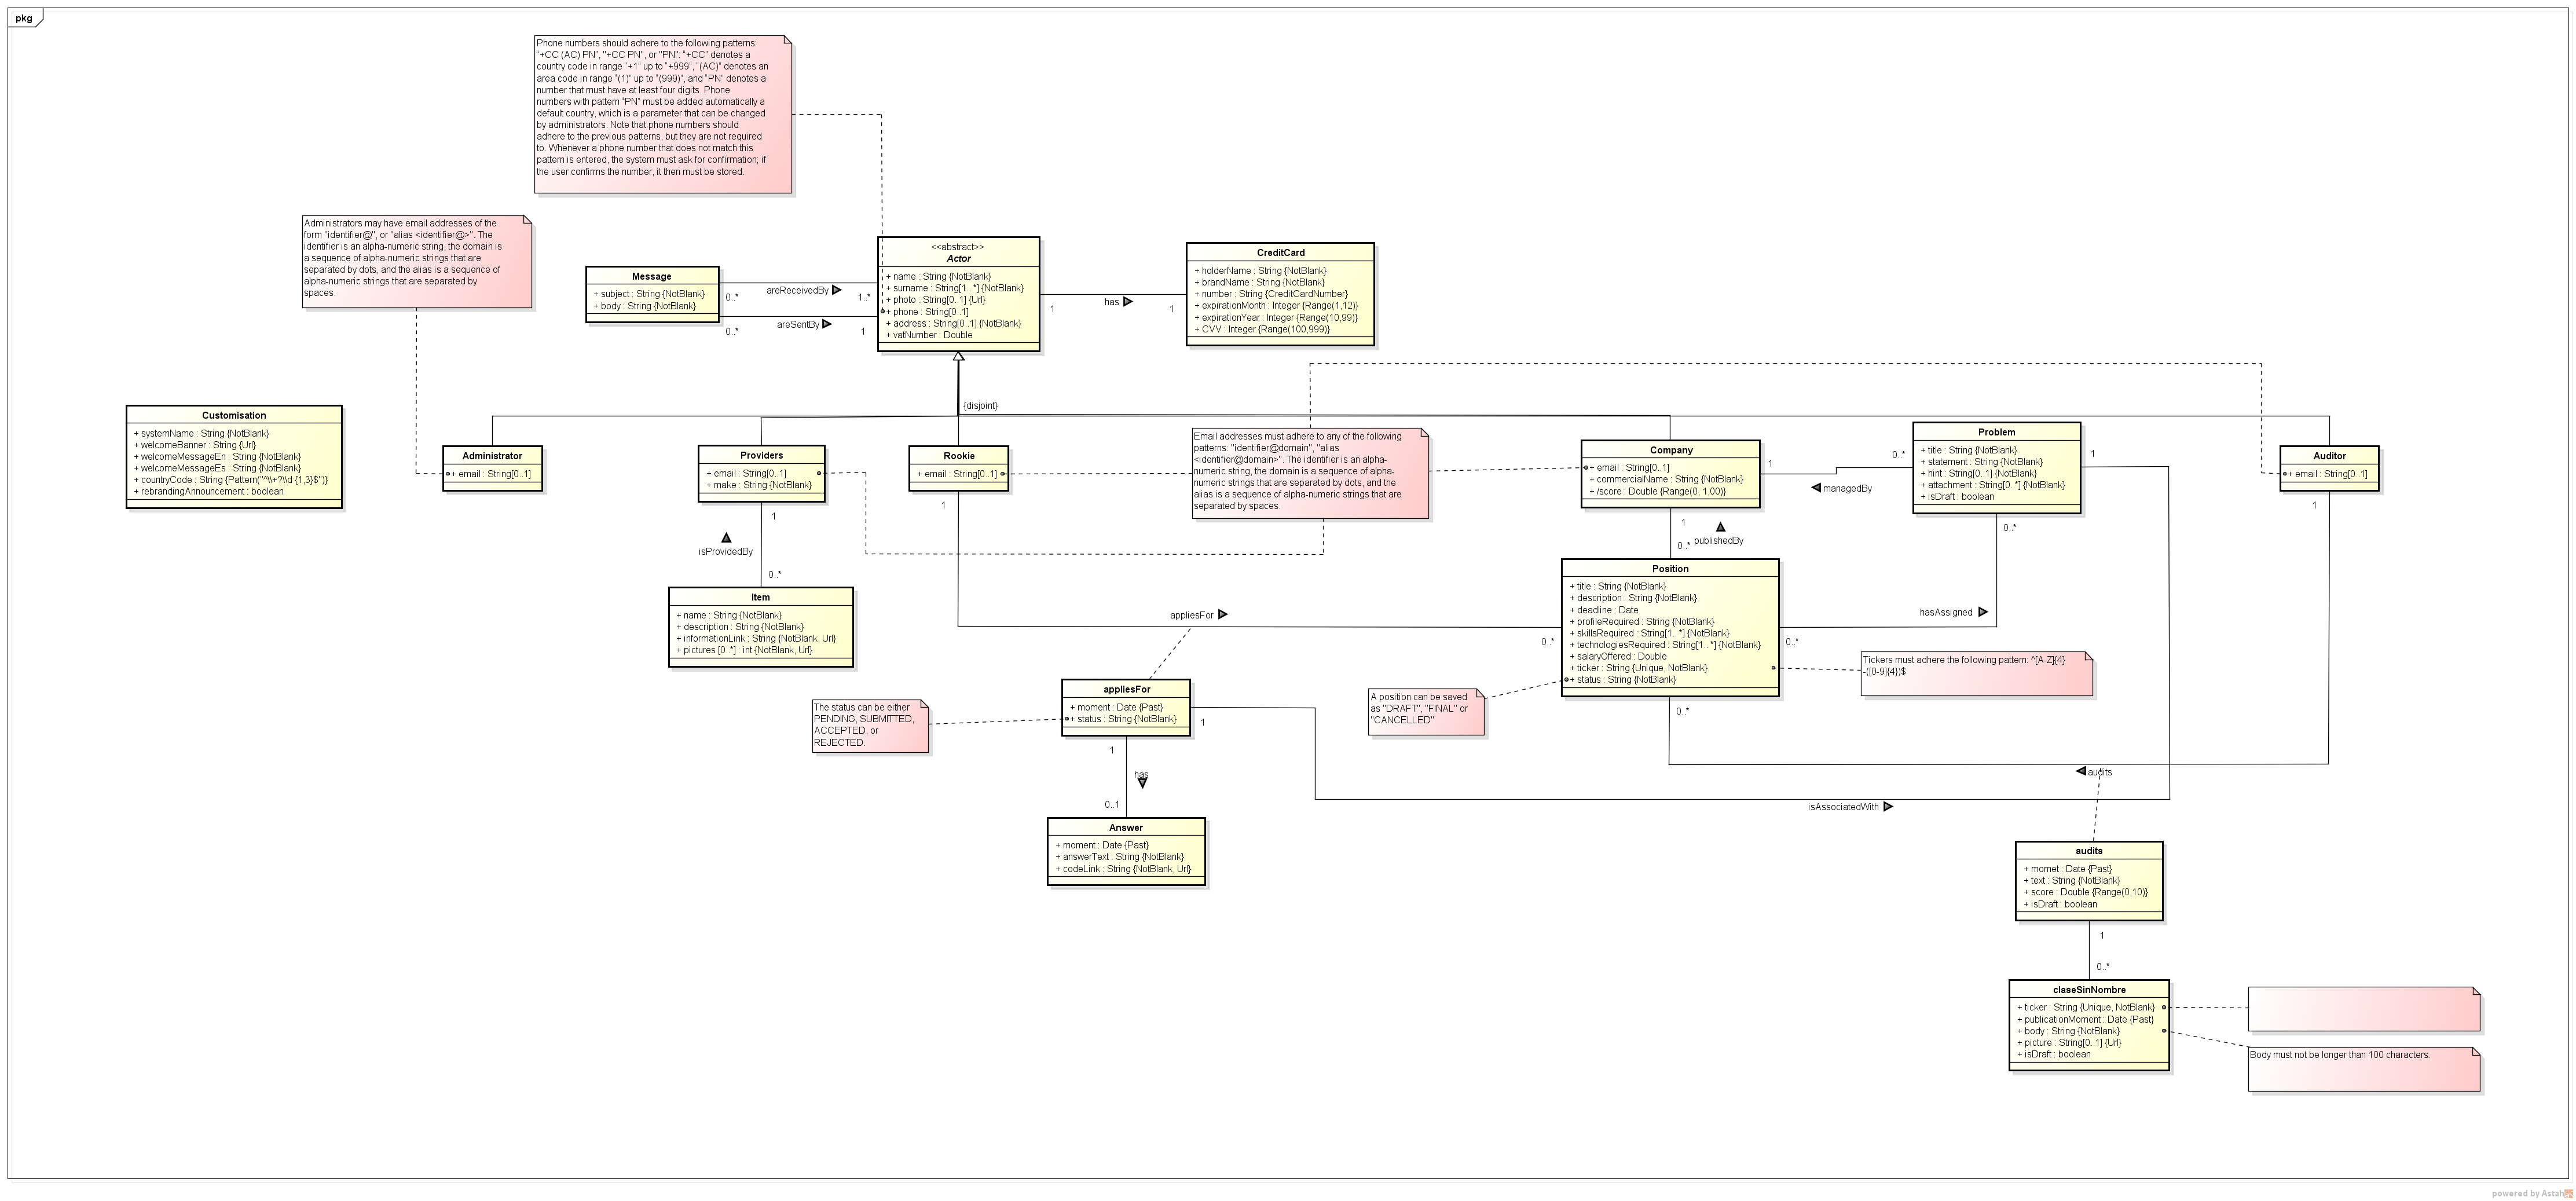 pkg
Phone numbers should adhere to the following patterns:
"+CC (AC) PN", "+CC PN", or "PN": "+CC" denotes a
country code in range "+1" up to "+999", "(AC)" denotes an
area code in range "(1)" up to "(999)", and "PN" denotes a
number that must have at least four digits. Phone
numbers with pattern "PN" must be added automatically a
default country, which is a parameter that can be changed
by administrators. Note that phone numbers should
adhere to the previous patterns, but they are not required
to. Whenever a phone number that does not match this
pattern is entered, the system must ask for confirmation; if
the user confirms the number, it then must be stored.
Administrators may have email addresses of the
form "identifier@", or "alias <identifier@>". The
identifier is an alpha-numeric string, the domain is
a sequence of alpha-numeric strings that are
separated by dots, and the alias is a sequence of
alpha-numeric strings that are separated by
spaces.
Message
+ subject : String {NotBlank}
+ body : String {NotBlank}
0..*
areReceivedBy
1..*
0..*
areSentBy
1
<<abstract>>
Actor
+ name : String {NotBlank}
+ surname : String[1..*] {NotBlank}
+ photo : String[0..1] {Url}
+ phone : String[0..1]
+ address : String[0..1] {NotBlank}
+ vatNumber : Double
1
has
1
CreditCard
+ holderName : String {NotBlank}
+ brandName : String {NotBlank}
+ number : String {CreditCardNumber}
+ expirationMonth : Integer {Range(1,12)}
+ expirationYear : Integer {Range(10,99)}
+ CVV : Integer {Range(100,999)}
{disjoint}
Customisation
+ systemName : String {NotBlank}
+ welcomeBanner : String {Url}
+ welcomeMessageEn : String {NotBlank}
+ welcomeMessageEs : String {NotBlank}
+ countryCode : String {Pattern("^\\+?\\d {1,3}$")}
+ rebrandingAnnouncement : boolean
Administrator
+ email : String[0..1]
Providers
+ email : String[0..1]
+ make : String {NotBlank}
Rookie
+ email : String[0..1]
Email addresses must adhere to any of the following
patterns: "identifier@domain", "alias
<identifier@domain>". The identifier is an alpha-
numeric string, the domain is a sequence of alpha-
numeric strings that are separated by dots, and the
alias is a sequence of alpha-numeric strings that are
separated by spaces.
Company
+ email : String[0..1]
+ commercialName : String {NotBlank}
+ /score : Double {Range(0, 1,00)}
1
0..*
managedBy
Problem
+ title : String {NotBlank}
+ statement : String {NotBlank}
+ hint : String[0..1] {NotBlank}
+ attachment : String[0..*] {NotBlank}
+ isDraft : boolean
1
Auditor
+ email : String[0..1]
1
1
isProvidedBy
0..*
1
1
publishedBy
0..*
0..*
Item
+ name : String {NotBlank}
+ description : String {NotBlank}
+ informationLink : String {NotBlank, Url}
+ pictures [0..*] : int {NotBlank, Url}
appliesFor
0..*
Position
+ title : String {NotBlank}
+ description : String {NotBlank}
+ deadline : Date
+ profileRequired : String {NotBlank}
+ skillsRequired : String[1..*] {NotBlank}
+ technologiesRequired : String[1..*] {NotBlank}
+ salaryOffered : Double
+ ticker : String {Unique, NotBlank}
+ status : String {NotBlank}
0..*
hasAssigned
Tickers must adhere the following pattern: ^[A-Z]{4}
-([0-9]{4})$
A position can be saved
as "DRAFT", "FINAL" or
"CANCELLED"
0..*
The status can be either
PENDING, SUBMITTED,
ACCEPTED, or
REJECTED.
appliesFor
+ moment : Date {Past}
+ status : String {NotBlank}
1
1
has
0..1
Answer
+ moment : Date {Past}
+ answerText : String {NotBlank}
+ codeLink : String {NotBlank, Url}
audits
isAssociatedWith
audits
+ momet : Date {Past}
+ text : String {NotBlank}
+ score : Double {Range(0,10)}
+ isDraft : boolean
1
0..*
claseSinNombre
+ ticker : String {Unique, NotBlank}
+ publicationMoment : Date {Past}
+ body : String {NotBlank}
+ picture : String[0..1] {Url}
+ isDraft : boolean
Body must not be longer than 100 characters.
powered by Astah